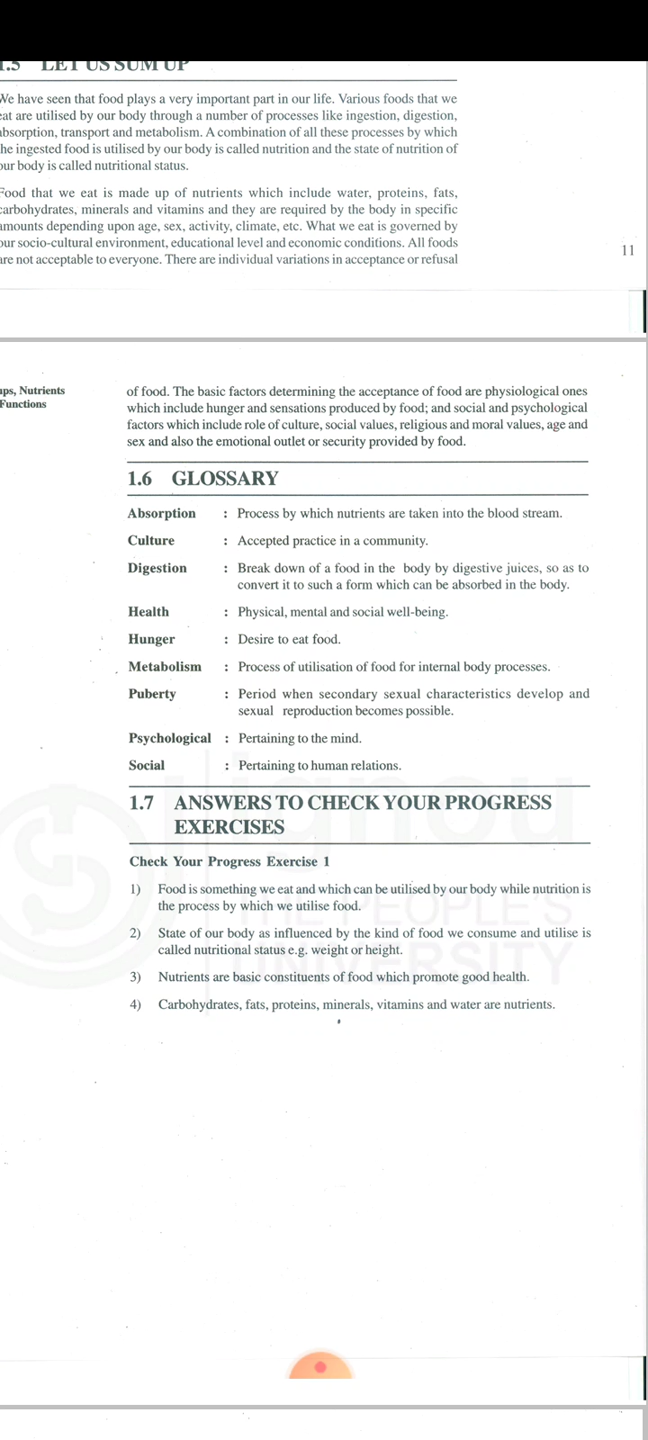 1.5 LET US SUM UP
We have seen that food plays a very important part in our life. Various foods that we
eat are utilised by our body through a number of processes like ingestion, digestion,
absorption, transport and metabolism. A combination of all these processes by which
the ingested food is utilised by our body is called nutrition and the state of nutrition of
our body is called nutritional status.
Food that we eat is made up of nutrients which include water, proteins, fats,
carbohydrates, minerals and vitamins and they are required by the body in specific
amounts depending upon age, sex, activity, climate, etc. What we eat is governed by
our socio-cultural environment, educational level and economic conditions. All foods
are not acceptable to everyone. There are individual variations in acceptance or refusal
11
ups, Nutrients
Functions
of food. The basic factors determining the acceptance of food are physiological ones
which include hunger and sensations produced by food; and social and psychological
factors which include role of culture, social values, religious and moral values, age and
sex and also the emotional outlet or security provided by food.
1.6 GLOSSARY
Absorption : Process by which nutrients are taken into the blood stream.
Culture : Accepted practice in a community.
Digestion : Break down of a food in the body by digestive juices, so as to
convert it to such a form which can be absorbed in the body.
Health : Physical, mental and social well-being.
Hunger : Desire to eat food.
Metabolism : Process of utilisation of food for internal body processes.
Puberty : Period when secondary sexual characteristics develop and
sexual reproduction becomes possible.
Psychological : Pertaining to the mind.
Social : Pertaining to human relations.
1.7 ANSWERS TO CHECK YOUR PROGRESS
EXERCISES
Check Your Progress Exercise 1
1) Food is something we eat and which can be utilised by our body while nutrition is
the process by which we utilise food.
2) State of our body as influenced by the kind of food we consume and utilise is
called nutritional status e.g. weight or height.
3) Nutrients are basic constituents of food which promote good health.
4) Carbohydrates, fats, proteins, minerals, vitamins and water are nutrients.
ignou
THE PEOPLE'S
UNIVERSITY